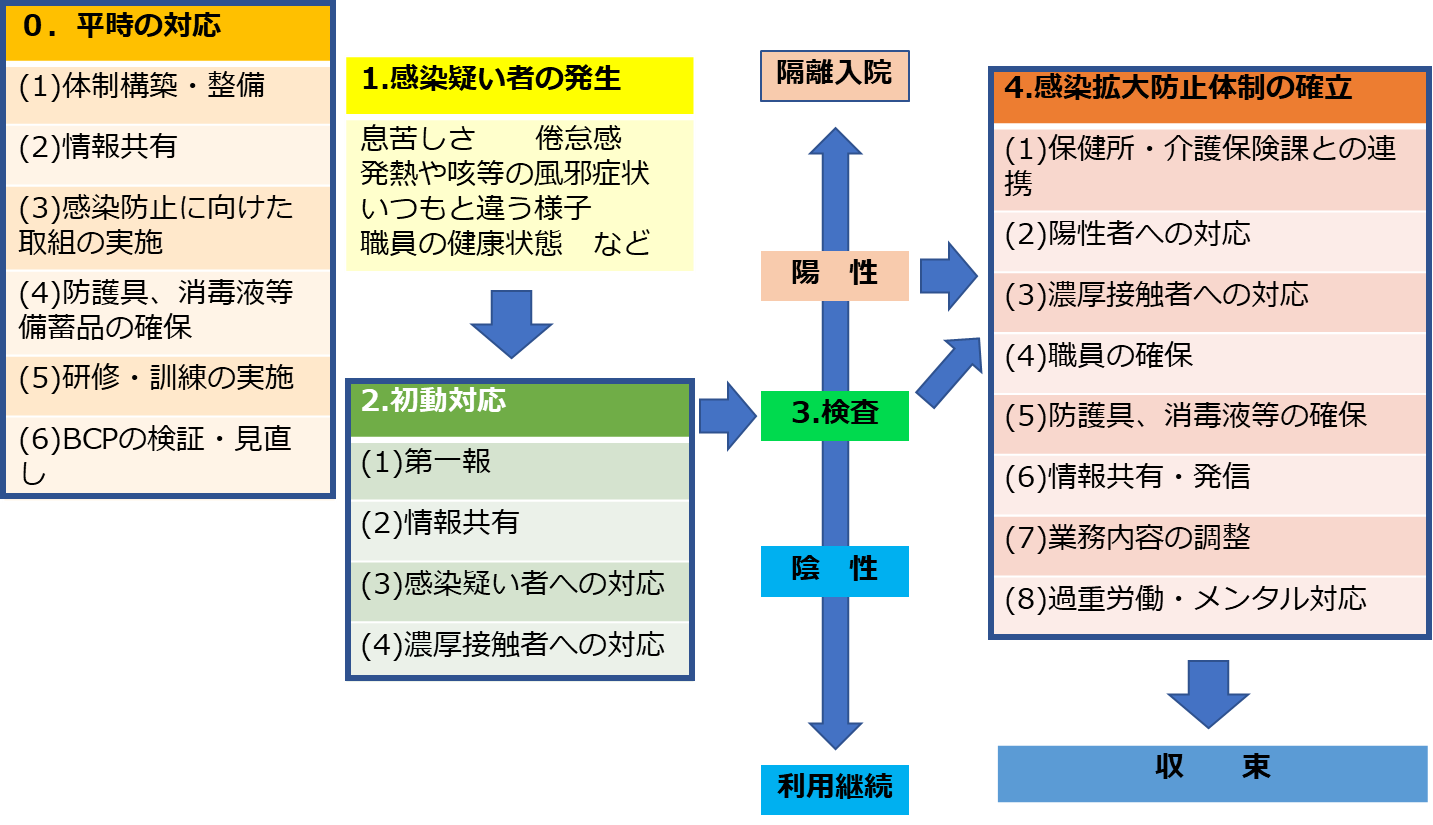 ０．平時の対応
(1)体制構築・整備
(2)情報共有
(3)感染防止に向けた
取組の実施
(4)防護具、消毒液等
備蓄品の確保
(5)研修・訓練の実施
(6)BCPの検証・見直
し
1.感染疑い者の発生
息苦しさ　　倦怠感
発熱や咳等の風邪症状
いつもと違う様子
職員の健康状態　など
2.初動対応
(1)第一報
(2)情報共有
(3)感染疑い者への対応
(4)濃厚接触者への対応
隔離入院
陽　性
3.検査
陰　性
利用継続
4.感染拡大防止体制の確立
(1)保健所・介護保険課との連
携
(2)陽性者への対応
(3)濃厚接触者への対応
(4)職員の確保
(5)防護具、消毒液等の確保
(6)情報共有・発信
(7)業務内容の調整
(8)過重労働・メンタル対応
収　　束